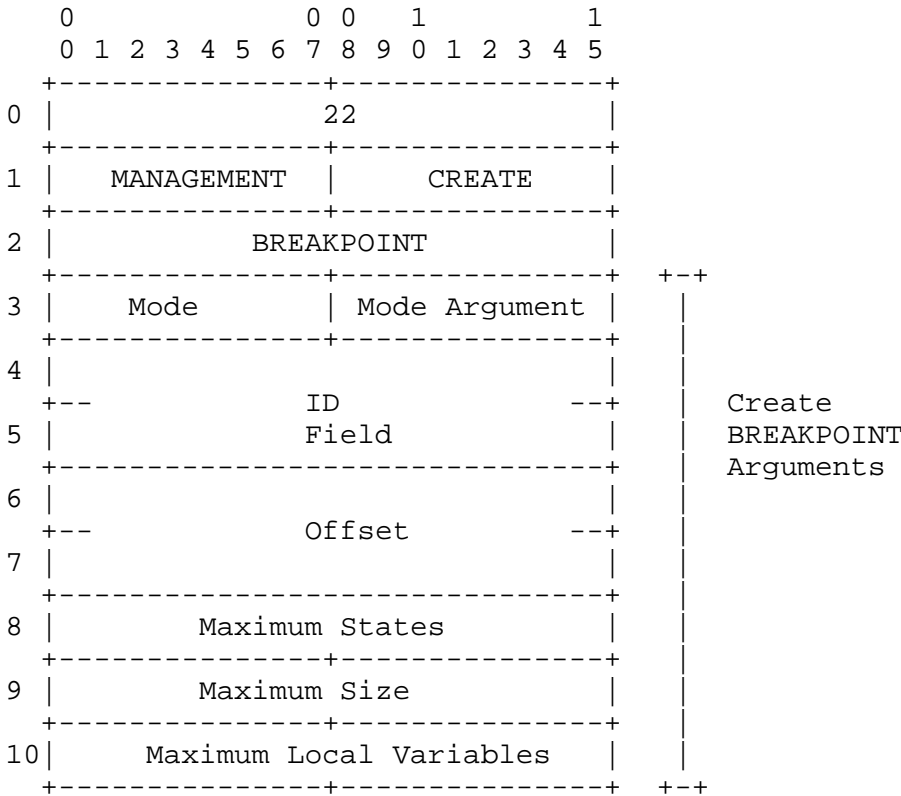 0 0 0 1 1
0 1 2 3 4 5 6 7 8 9 0 1 2 3 4 5
0 22
1 MANAGEMENT CREATE
2 BREAKPOINT
3 Mode Mode Argument
4
ID Create
5 Field BREAKPOINT
Arguments
6
Offset
7
8 Maximum States
9 Maximum Size
10 Maximum Local Variables